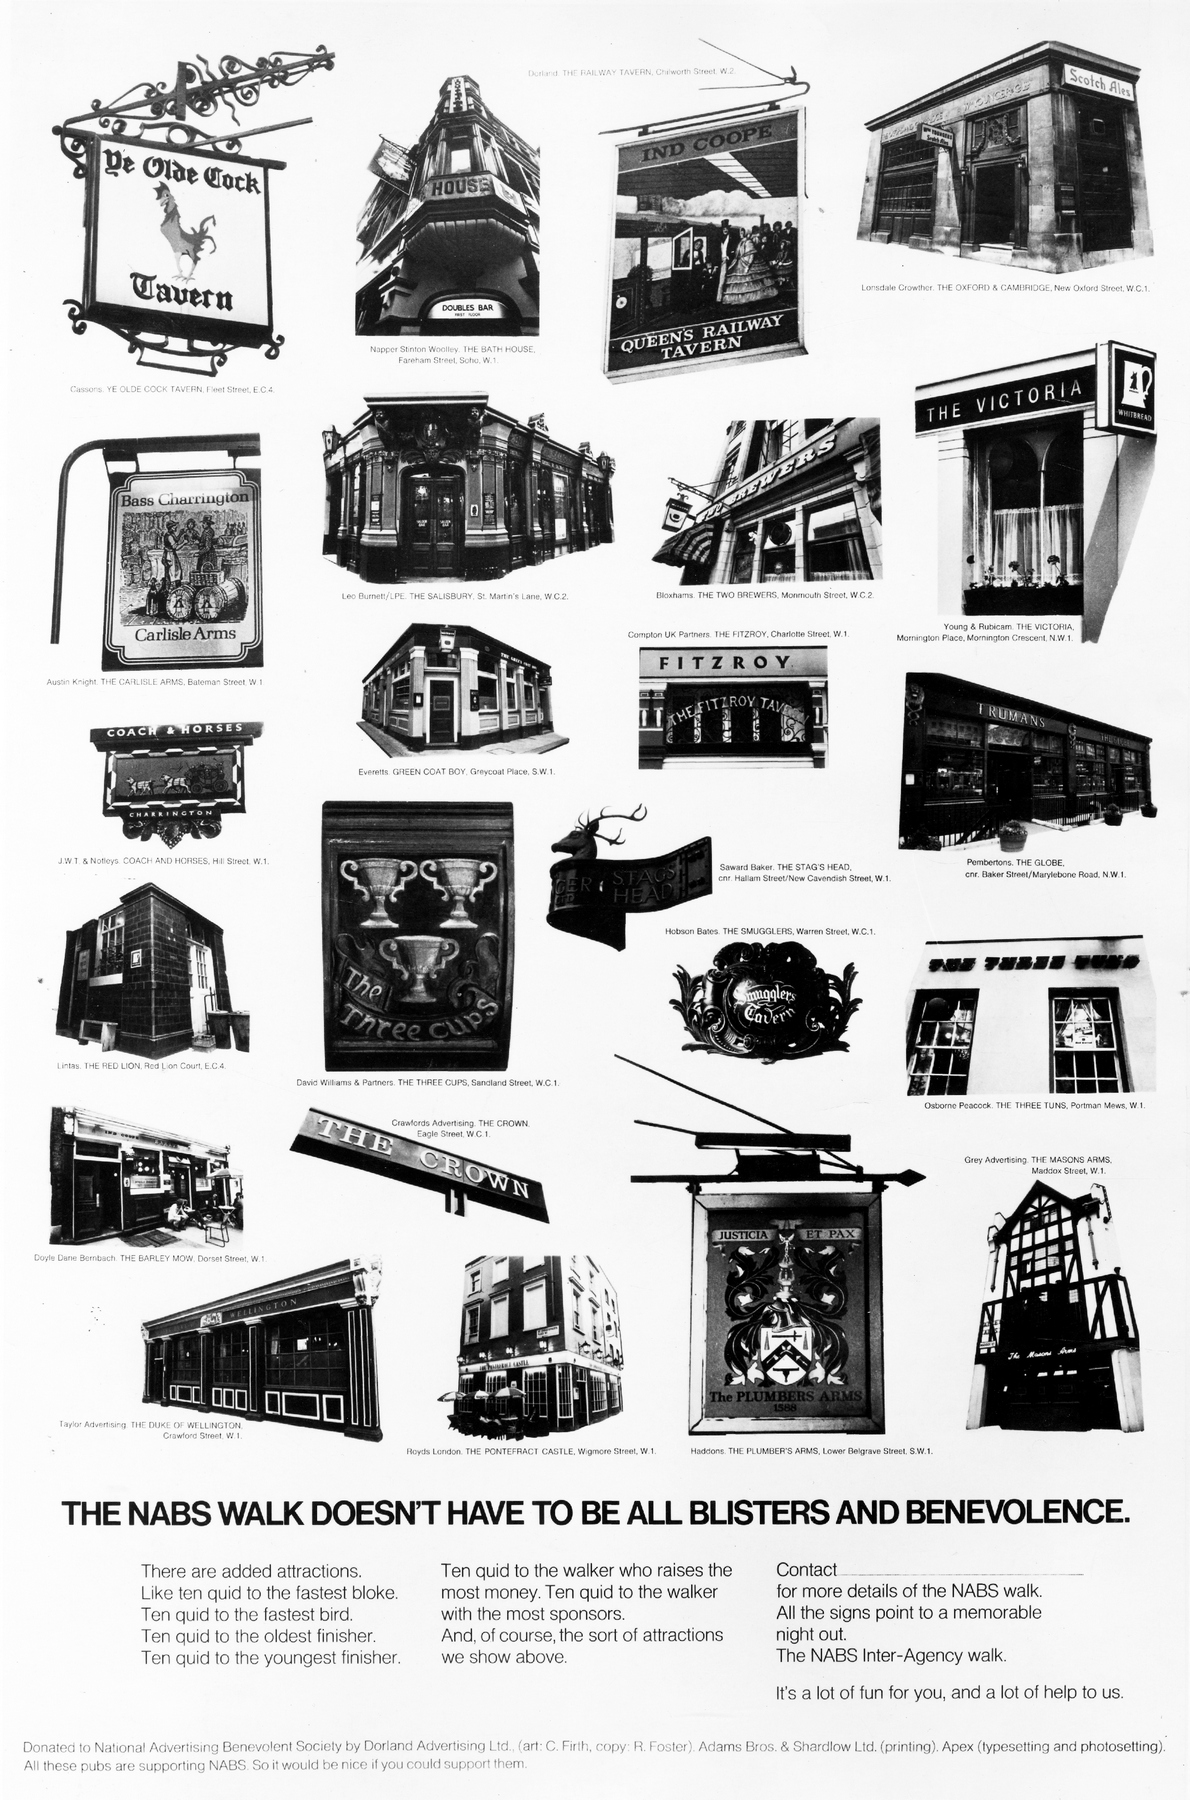 Ye Olde Cock
Tavern
Cassons. YE OLDE COCK TAVERN, Fleet Street, E.C.4.
HOUSE
DOUBLES BAR
FIRST FLOOR
Napper Stinton Woolley. THE BATH HOUSE,
Fareham Street, Soho, W.1.
Dorland. THE RAILWAY TAVERN, Chilworth Street, W.2.
IND COOPE
QUEEN'S RAILWAY
TAVERN
Scotch Ales
Lonsdale Crowther. THE OXFORD & CAMBRIDGE, New Oxford Street, W.C.1.
Bass Charrington
Carlisle Arms
Austin Knight. THE CARLISLE ARMS, Bateman Street, W.1
Leo Burnett/LPE. THE SALISBURY, St. Martin's Lane, W.C.2.
BREWERS
Bloxhams. THE TWO BREWERS, Monmouth Street, W.C.2.
THE VICTORIA
WHITBREAD
Young & Rubicam. THE VICTORIA,
Mornington Place, Mornington Crescent, N.W.1.
COACH & HORSES
CHARRINGTON
J.W.T. & Notleys. COACH AND HORSES, Hill Street, W.1.
Everetts. GREEN COAT BOY, Greycoat Place, S.W.1.
Compton UK Partners. THE FITZROY, Charlotte Street, W.1.
FITZROY
THE FITZROY TAVERN
TRUMANS
Pembertons. THE GLOBE,
cnr. Baker Street/Marylebone Road, N.W.1.
Lintas. THE RED LION, Red Lion Court, E.C.4.
The
Three Cups
David Williams & Partners. THE THREE CUPS, Sandland Street, W.C.1.
STAGS
HEAD
Saward Baker. THE STAG'S HEAD,
cnr. Hallam Street/New Cavendish Street, W.1.
Hobson Bates. THE SMUGGLERS, Warren Street, W.C.1.
Smugglers
Tavern
THE THREE TUNS
Osborne Peacock. THE THREE TUNS, Portman Mews, W.1.
Doyle Dane Bernbach. THE BARLEY MOW, Dorset Street, W.1.
Crawfords Advertising. THE CROWN,
Eagle Street, W.C.1.
THE CROWN
JUSTICIA ET PAX
The PLUMBERS ARMS
1588
Haddons. THE PLUMBER'S ARMS, Lower Belgrave Street, S.W.1.
Grey Advertising. THE MASONS ARMS,
Maddox Street, W.1.
The Masons Arms
WELLINGTON
Taylor Advertising. THE DUKE OF WELLINGTON,
Crawford Street, W.1.
THE PONTEFRACT CASTLE
Royds London. THE PONTEFRACT CASTLE, Wigmore Street, W.1.
THE NABS WALK DOESN'T HAVE TO BE ALL BLISTERS AND BENEVOLENCE.
There are added attractions.
Like ten quid to the fastest bloke.
Ten quid to the fastest bird.
Ten quid to the oldest finisher.
Ten quid to the youngest finisher.
Ten quid to the walker who raises the
most money. Ten quid to the walker
with the most sponsors.
And, of course, the sort of attractions
we show above.
Contact
for more details of the NABS walk.
All the signs point to a memorable
night out.
The NABS Inter-Agency walk.
It's a lot of fun for you, and a lot of help to us.
Donated to National Advertising Benevolent Society by Dorland Advertising Ltd., (art: C. Firth, copy: R. Foster). Adams Bros. & Shardlow Ltd. (printing). Apex (typesetting and photosetting).
All these pubs are supporting NABS. So it would be nice if you could support them.